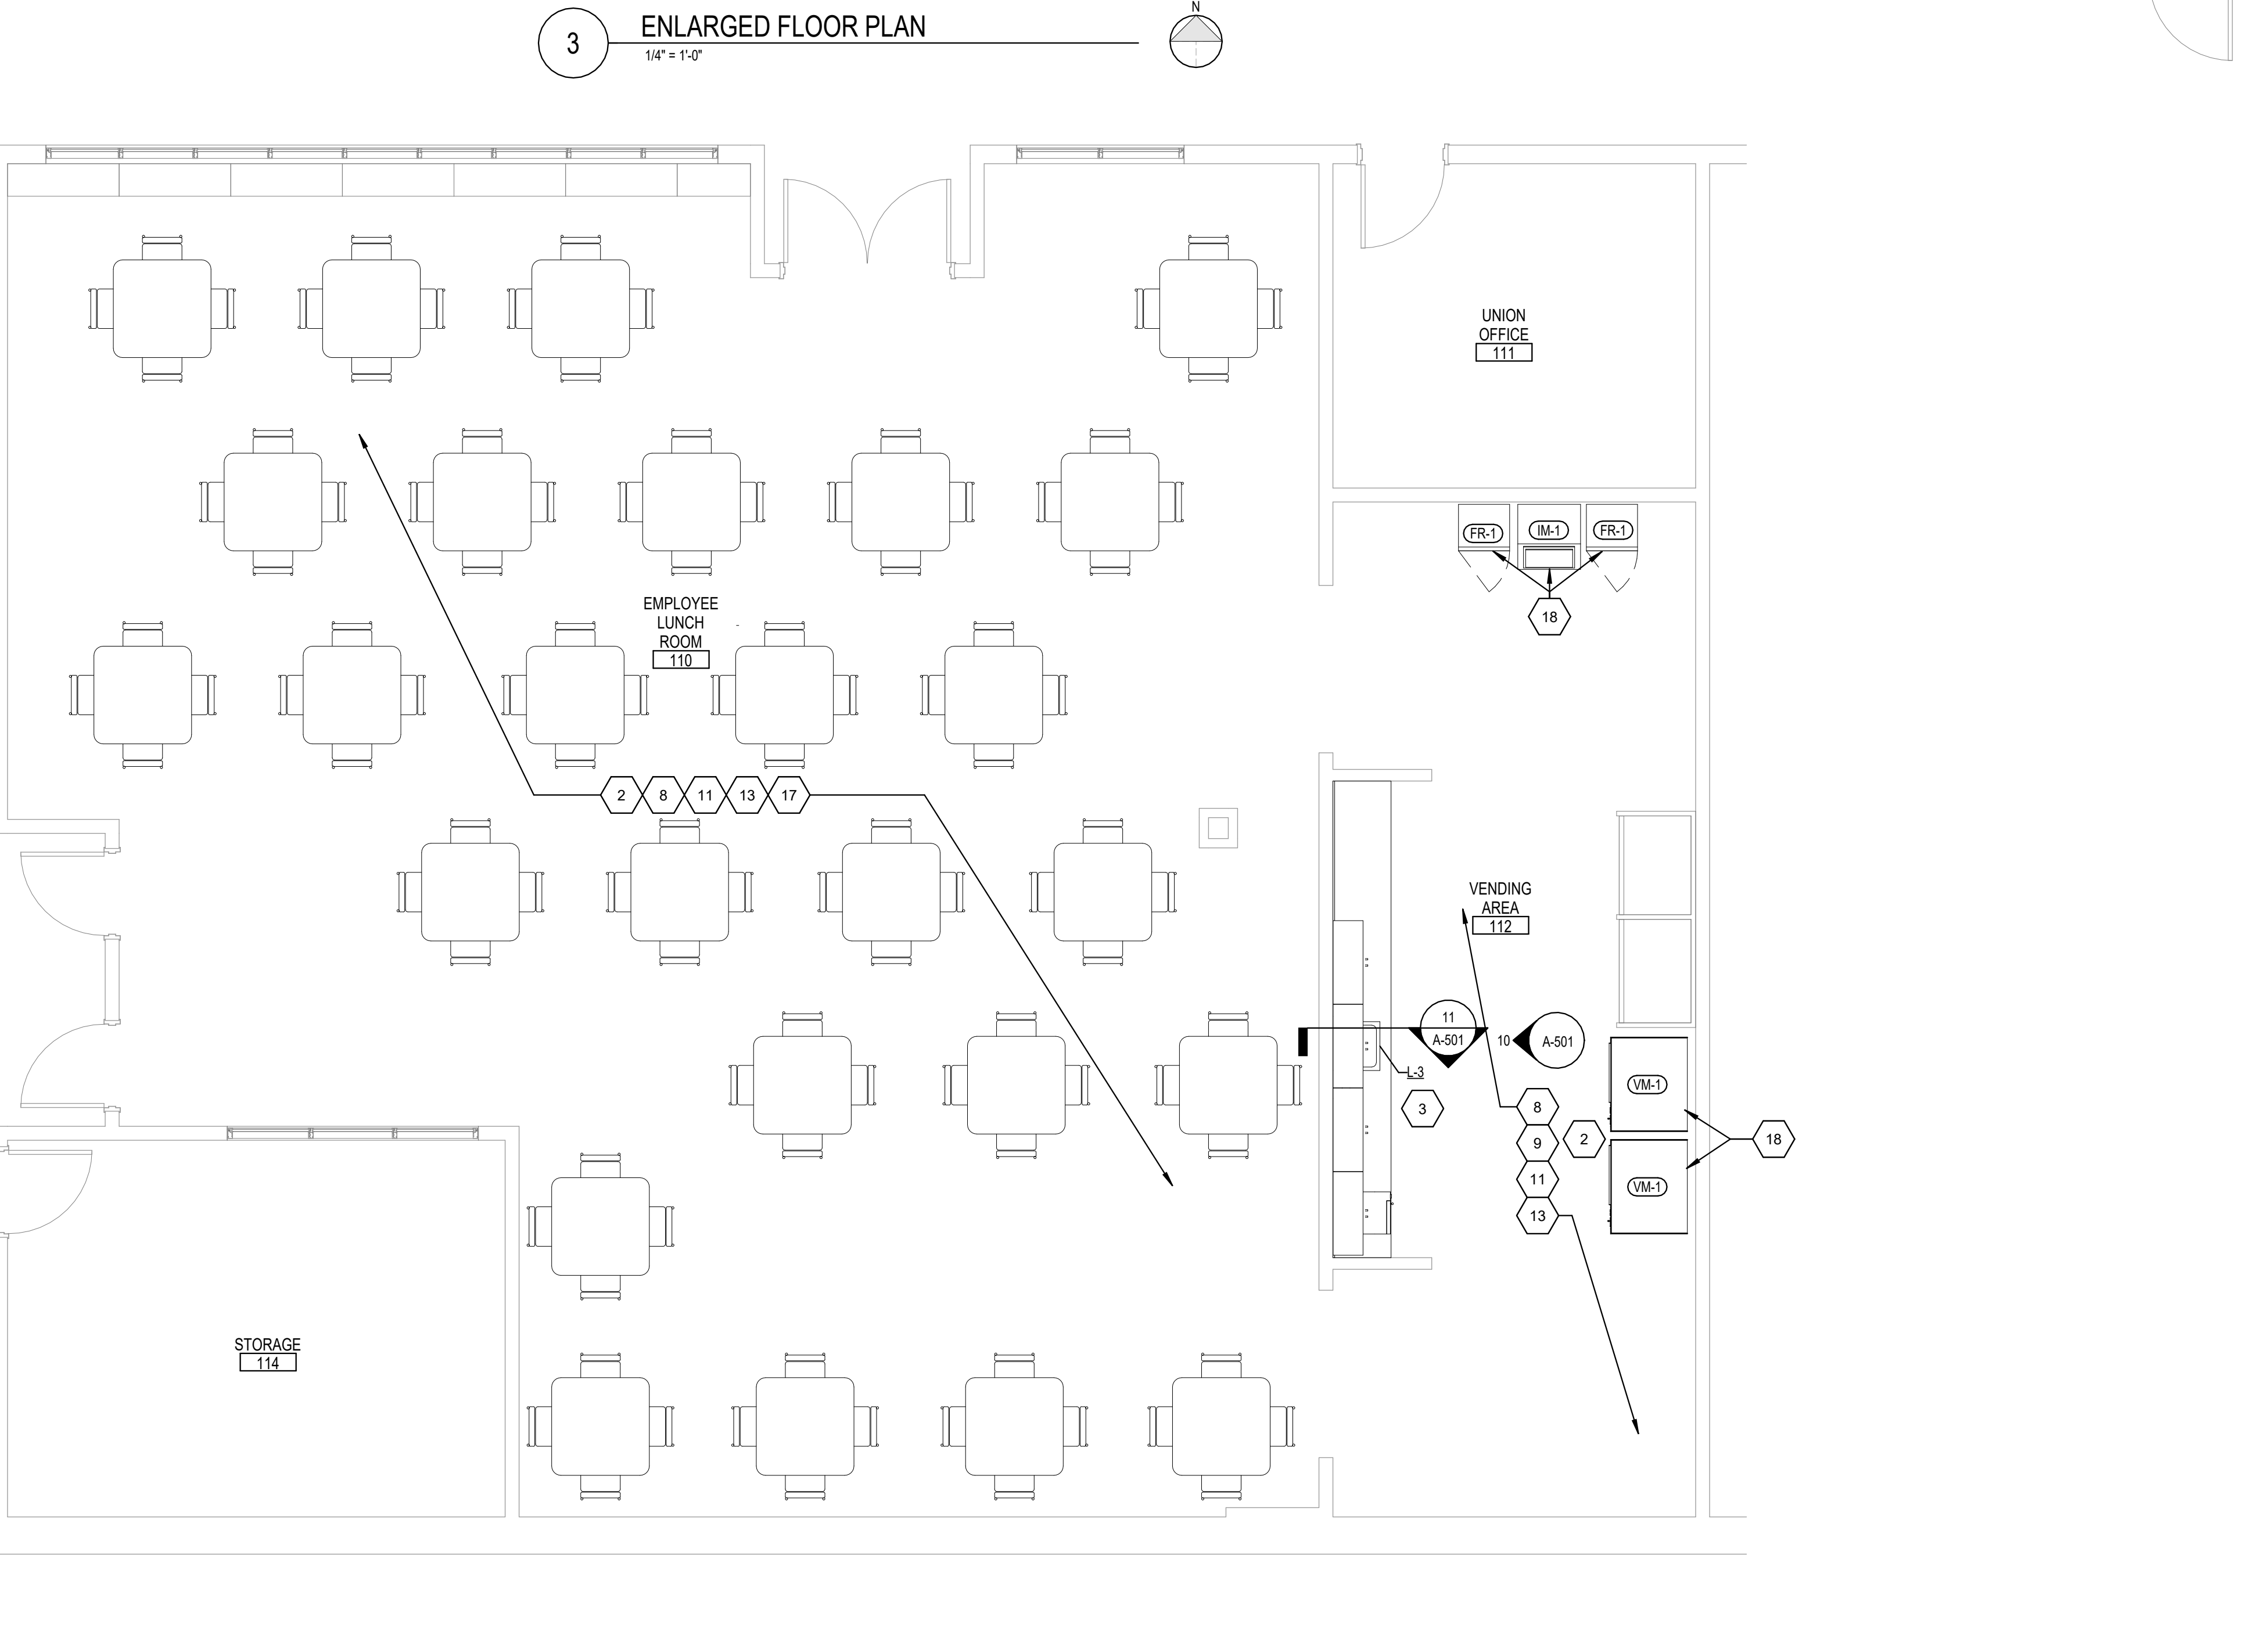 N
3
ENLARGED FLOOR PLAN
1/4" = 1'-0"
UNION
OFFICE
111
FR-1
IM-1
FR-1
18
EMPLOYEE
LUNCH
ROOM
110
2
8
11
13
17
VENDING
AREA
112
11
A-501
10
A-501
L-3
3
VM-1
8
9
2
18
11
VM-1
13
STORAGE
114